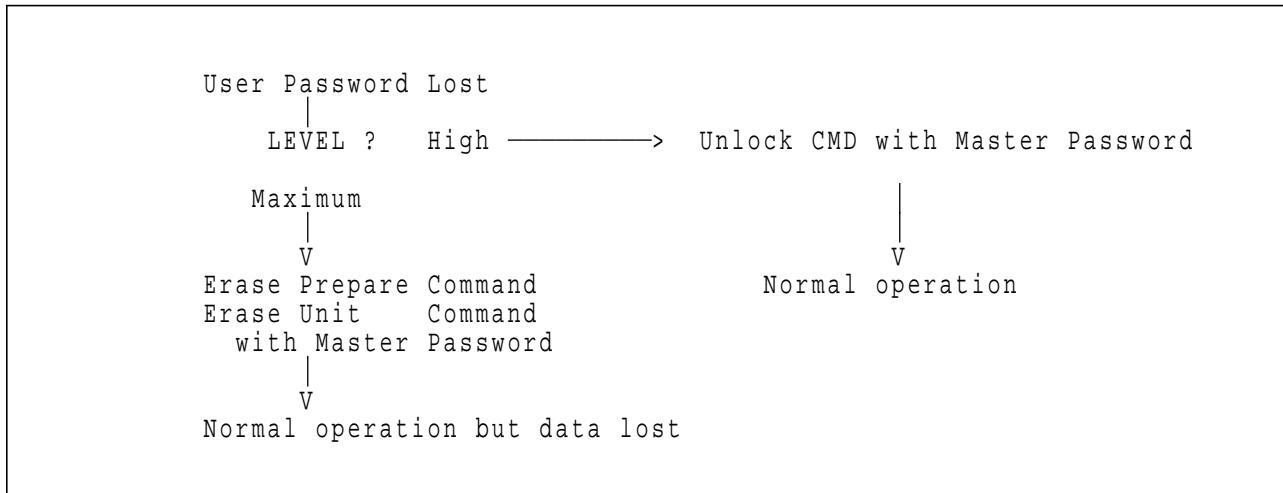 User Password Lost
LEVEL ? High ————————> Unlock CMD with Master Password
Maximum
V
V
Erase Prepare Command
Normal operation
Erase Unit Command
with Master Password
V
Normal operation but data lost